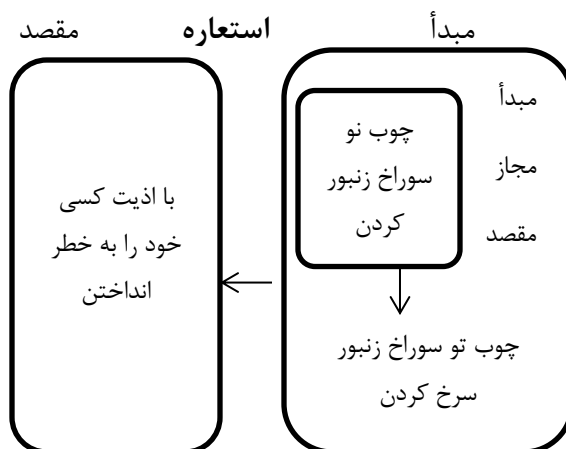 مبدأ
استعاره
مقصد
مبدأ
مجاز
مقصد
چوب نو
سوراخ زنبور
کردن
چوب تو سوراخ زنبور
سرخ کردن
با اذیت کسی
خود را به خطر
انداختن